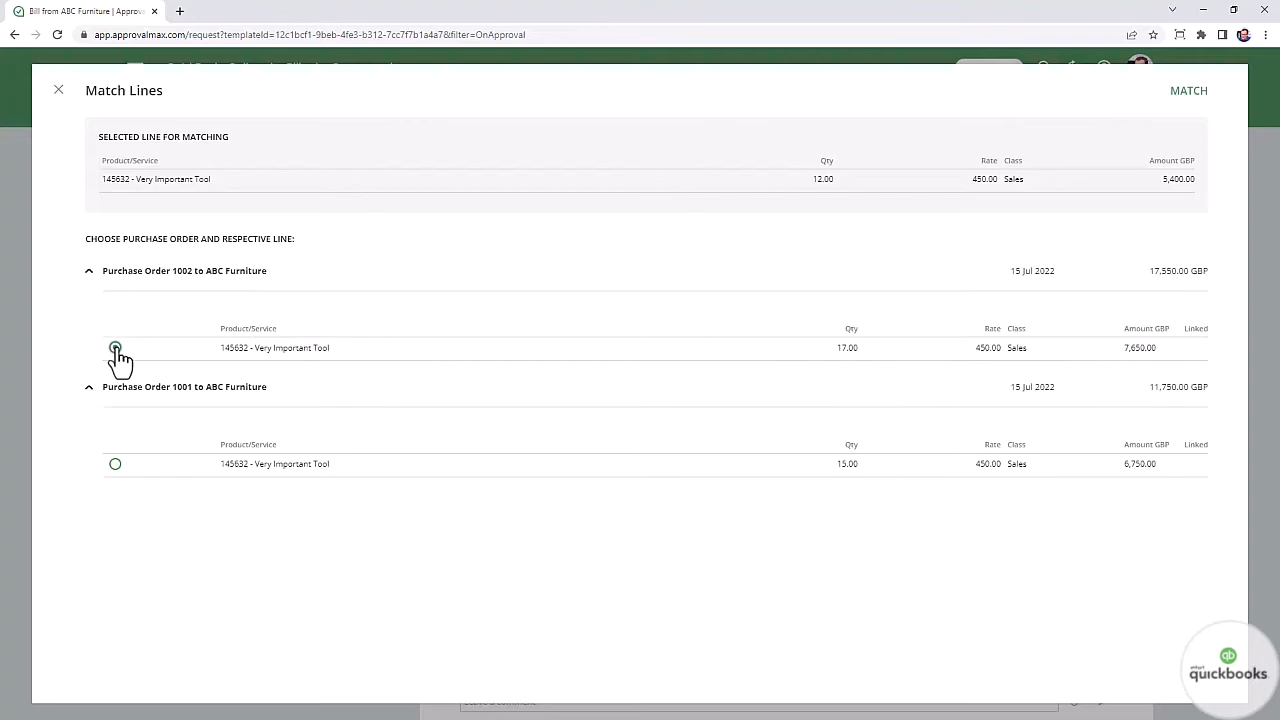 Bill from ABC Furniture | Approva
app.approvalmax.com/request?templateId=12c1bcf1-9beb-4fe3-b312-7cc7f7b1a4a7&filter=OnApproval
Match Lines
MATCH
SELECTED LINE FOR MATCHING
Product/Service Qty Rate Class Amount GBP
145632 - Very Important Tool 12.00 450.00 Sales 5,400.00
CHOOSE PURCHASE ORDER AND RESPECTIVE LINE:
Purchase Order 1002 to ABC Furniture 15 Jul 2022 17,550.00 GBP
Product/Service Qty Rate Class Amount GBP Linked
145632 - Very Important Tool 17.00 450.00 Sales 7,650.00
Purchase Order 1001 to ABC Furniture 15 Jul 2022 11,750.00 GBP
Product/Service Qty Rate Class Amount GBP Linked
145632 - Very Important Tool 15.00 450.00 Sales 6,750.00
qb
intuit
quickbooks.